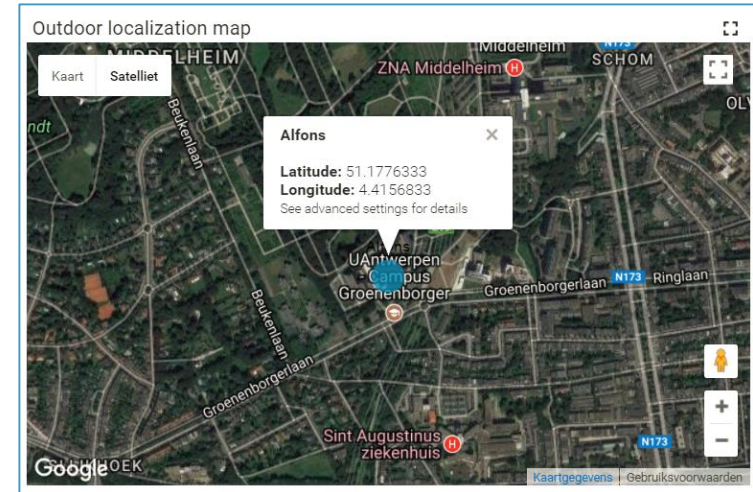 Outdoor localization map
MIDDELHEIM
Middelheim
N173
SCHOM
Kaart Satelliet
ZNA Middelheim H
ndt
Beukenlaan
Alfons
Latitude: 51.1776333
Longitude: 4.4156833
See advanced settings for details
Alfons
UAntwerpen
Campus
Groenenborger
Groenenborgerlaan
N173
Ringlaan
Beukenlaan
Groenenborgerlaan
Sint Augustinus
ziekenhuis H
N173
Google
Kaartgegevens Gebruiksvoorwaarden